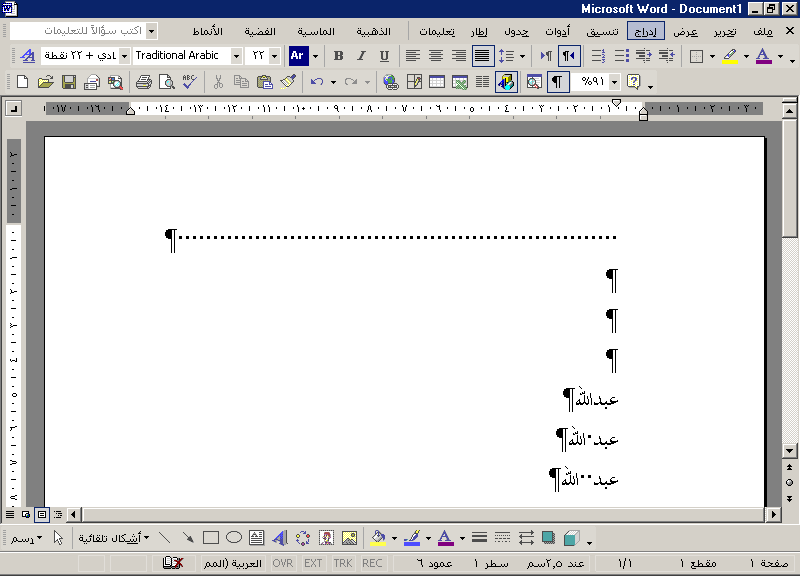 Microsoft Word - Document1
ملف تحرير عرض إدراج تنسيق أدوات جدول إطار تعليمات الذهبية الماسية الفضية الأنماط اكتب سؤالاً للتعليمات
ادي + ٢٢ نقطة Traditional Arabic ٢٢ Ar B I U A
ABC ¶ %٩١
¶
¶
¶
¶
عبدالله¶
عبد·الله¶
عبد··الله¶
رسم أشكال تلقائية A
صفحة ١ مقطع ١ ١/١ عند ٢,٥سم سطر ١ عمود ٦ REC TRK EXT OVR العربية (المم